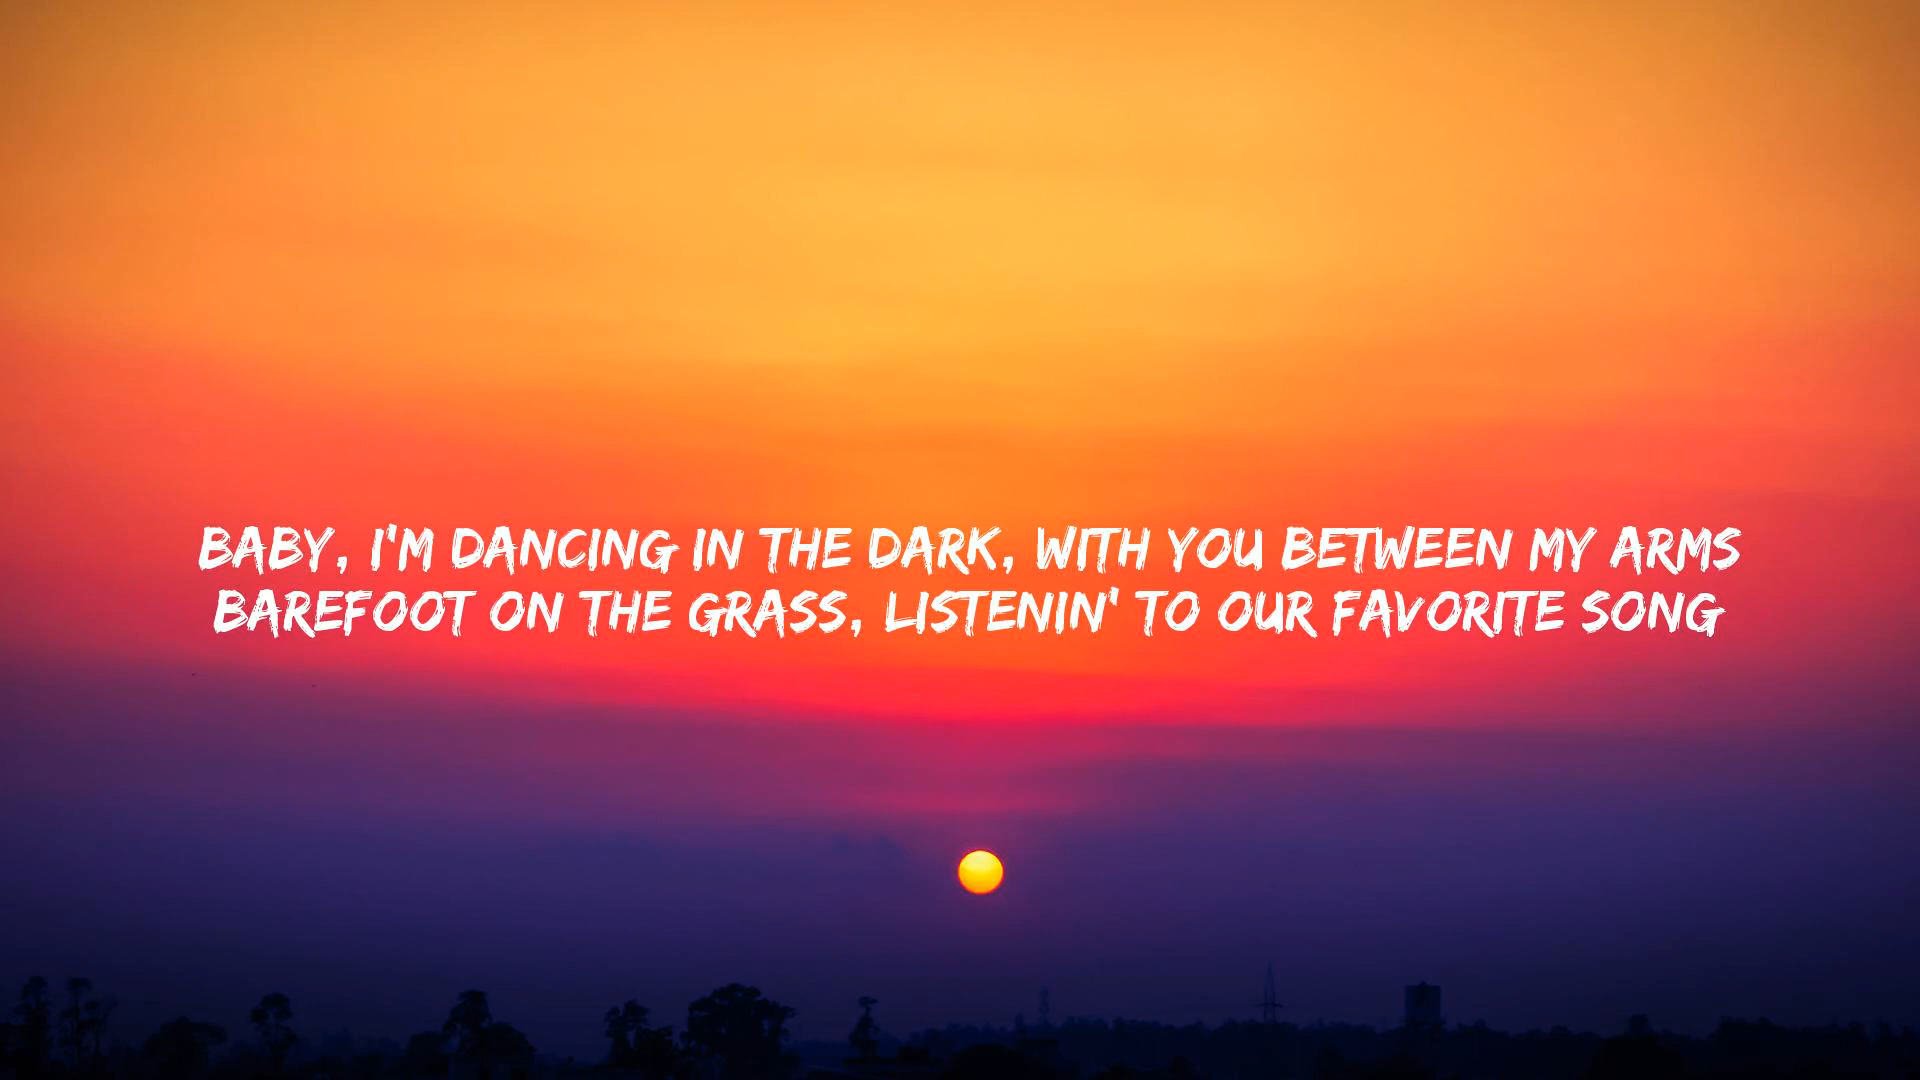 BABY, I'M DANCING IN THE DARK, WITH YOU BETWEEN MY ARMS
BAREFOOT ON THE GRASS, LISTENIN' TO OUR FAVORITE SONG